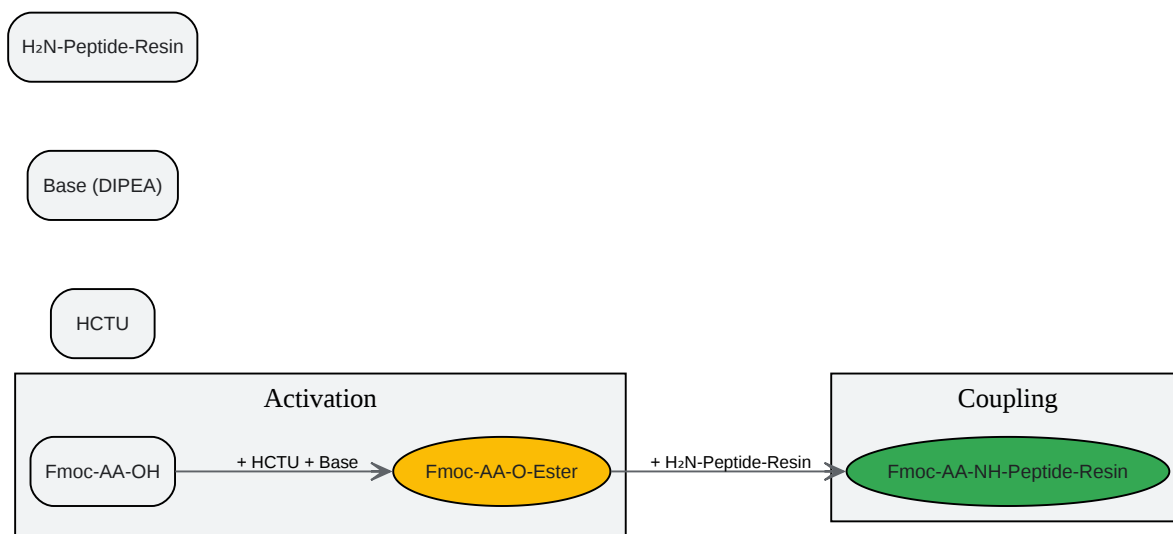 H₂N-Peptide-Resin
Base (DIPEA)
HCTU
Activation
Coupling
Fmoc-AA-OH
+ HCTU + Base
Fmoc-AA-O-Ester
+ H₂N-Peptide-Resin
Fmoc-AA-NH-Peptide-Resin